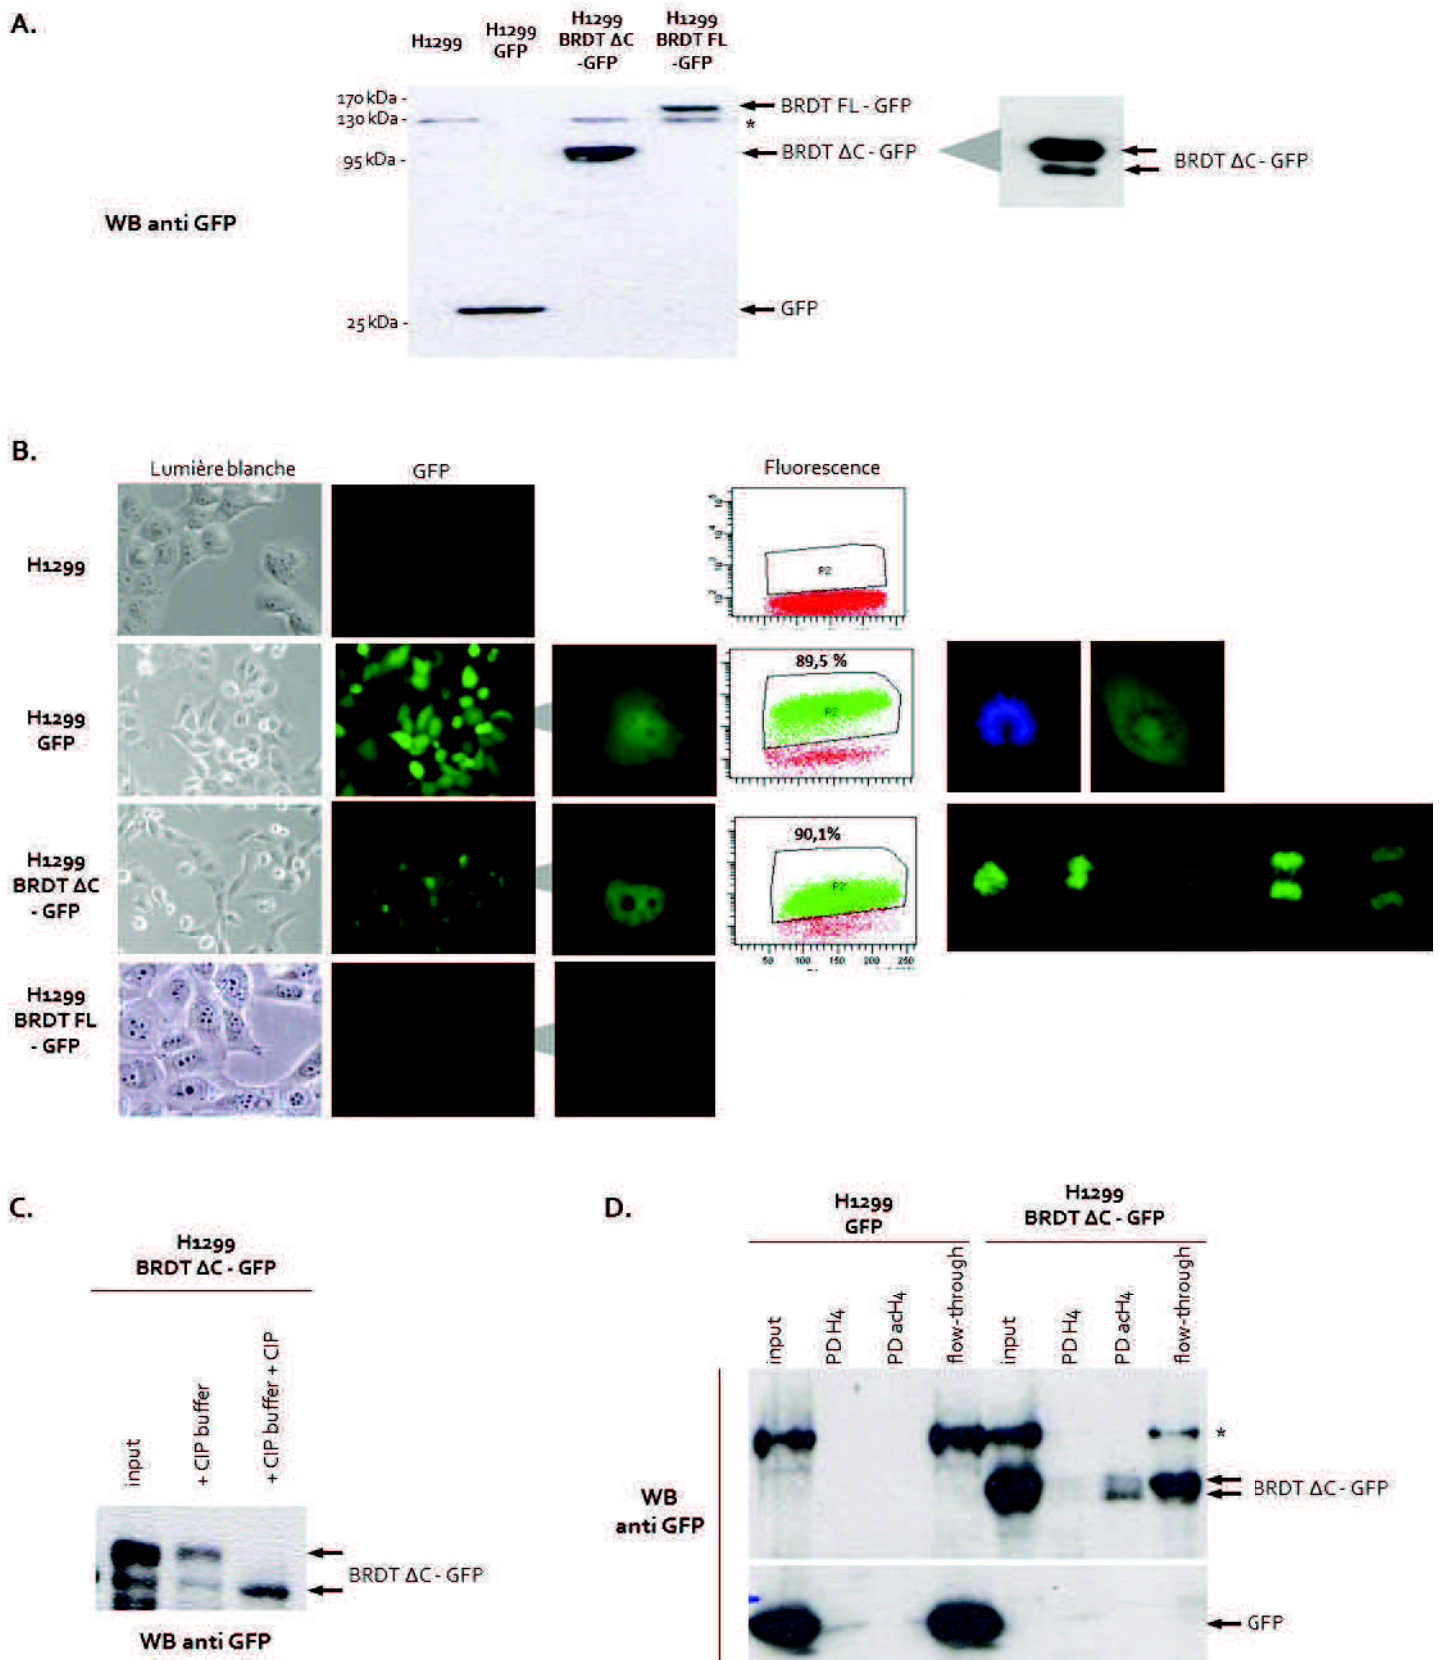 A.
H1299
H1299
GFP
H1299
BRDT ΔC
-GFP
H1299
BRDT FL
-GFP
170 kDa -
130 kDa -
95 kDa -
25 kDa -
BRDT FL - GFP
*
BRDT ΔC - GFP
GFP
BRDT ΔC - GFP
WB anti GFP
B.
Lumière blanche
GFP
Fluorescence
H1299
P2
H1299
GFP
89,5 %
P2
H1299
BRDT ΔC
- GFP
90,1%
P2
50 100 150 200 250
H1299
BRDT FL
- GFP
C.
H1299
BRDT ΔC - GFP
input
+ CIP buffer
+ CIP buffer + CIP
BRDT ΔC - GFP
WB anti GFP
D.
H1299
GFP
H1299
BRDT ΔC - GFP
input
PD H4
PD acH4
flow-through
input
PD H4
PD acH4
flow-through
*
BRDT ΔC - GFP
WB
anti GFP
GFP